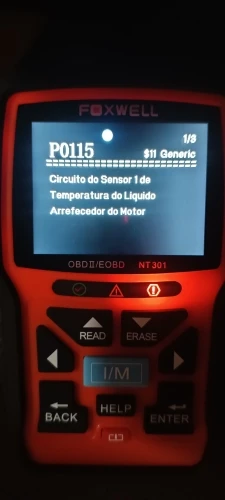 FOXWELL
1/3
P0115 $11 Generic
Circuito do Sensor 1 de
Temperatura do Líquido
Arrefecedor do Motor
OBDII/EOBD NT301
READ ERASE
I/M
BACK HELP ENTER